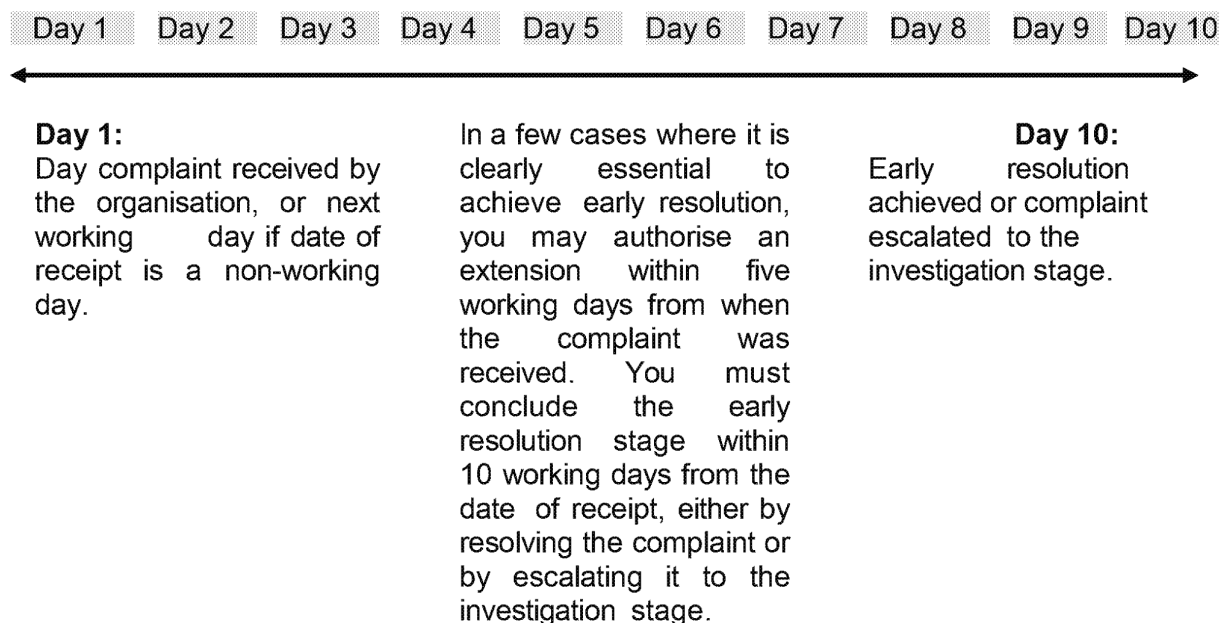 Day 1 Day 2 Day 3 Day 4 Day 5 Day 6 Day 7 Day 8 Day 9 Day 10
Day 1:
Day complaint received by
the organisation, or next
working day if date of
receipt is a non-working
day.
In a few cases where it is
clearly essential to
achieve early resolution,
you may authorise an
extension within five
working days from when
the complaint was
received. You must
conclude the early
resolution stage within
10 working days from the
date of receipt, either by
resolving the complaint or
by escalating it to the
investigation stage.
Day 10:
Early resolution
achieved or complaint
escalated to the
investigation stage.